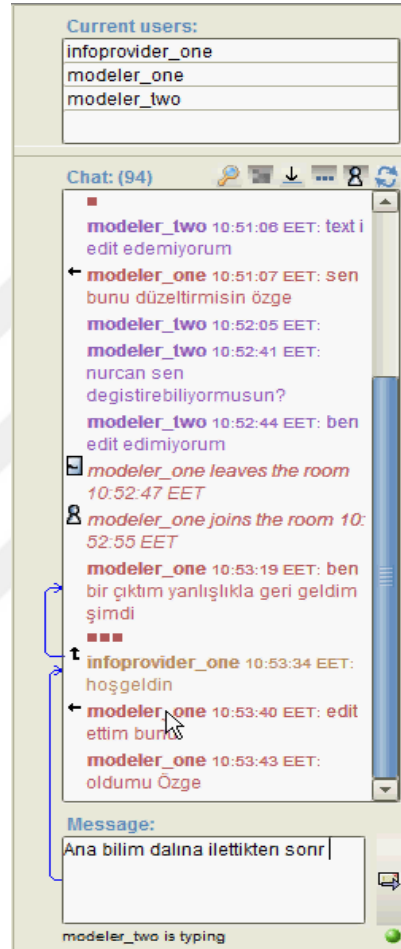 Current users:
infoprovider_one
modeler_one
modeler_two
Chat: (94)
modeler_two 10:51:06 EET: text i
edit edemiyorum
modeler_one 10:51:07 EET: sen
bunu düzeltirmisin özge
modeler_two 10:52:05 EET:
modeler_two 10:52:41 EET:
nurcan sen
degistirebiliyormusun?
modeler_two 10:52:44 EET: ben
edit edimiyorum
modeler_one leaves the room
10:52:47 EET
modeler_one joins the room 10:
52:55 EET
modeler_one 10:53:19 EET: ben
bir çıktım yanlışlıkla geri geldim
şimdi
infoprovider_one 10:53:34 EET:
hoşgeldin
modeler_one 10:53:40 EET: edit
ettim bunu
modeler_one 10:53:43 EET:
oldumu Özge
Message:
Ana bilim dalına ilettikten sonr
modeler_two is typing